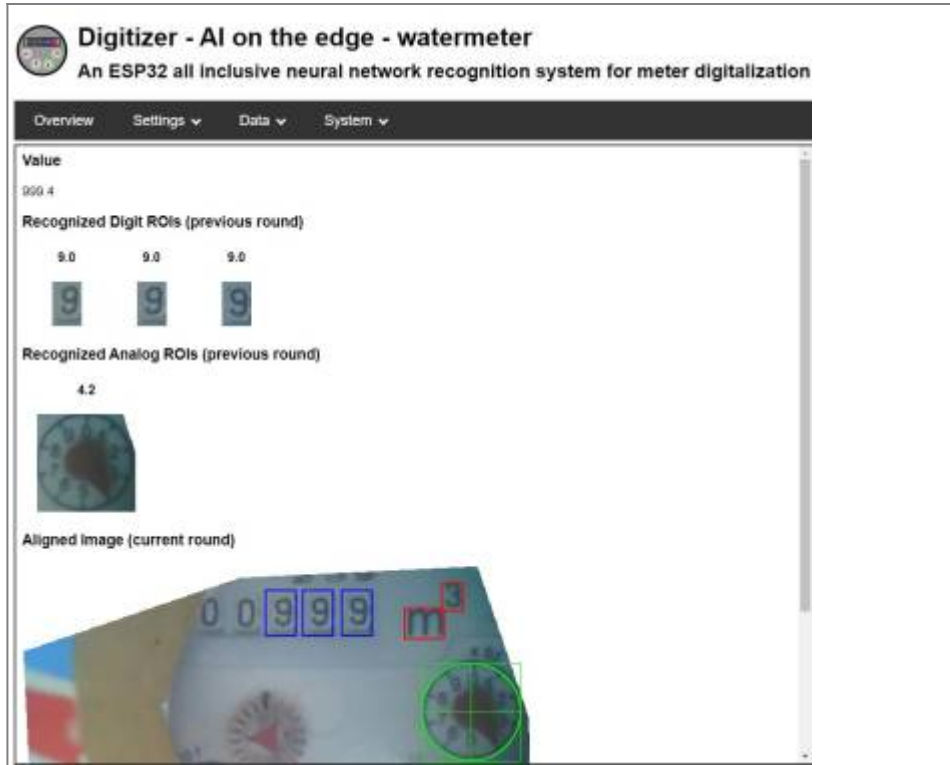 Digitizer - AI on the edge - watermeter
An ESP32 all inclusive neural network recognition system for meter digitalization
Overview Settings Data System
Value
999.4
Recognized Digit ROIs (previous round)
9.0 9.0 9.0
9 9 9
Recognized Analog ROIs (previous round)
4.2
Aligned Image (current round)
0 0 9 9 9 m³